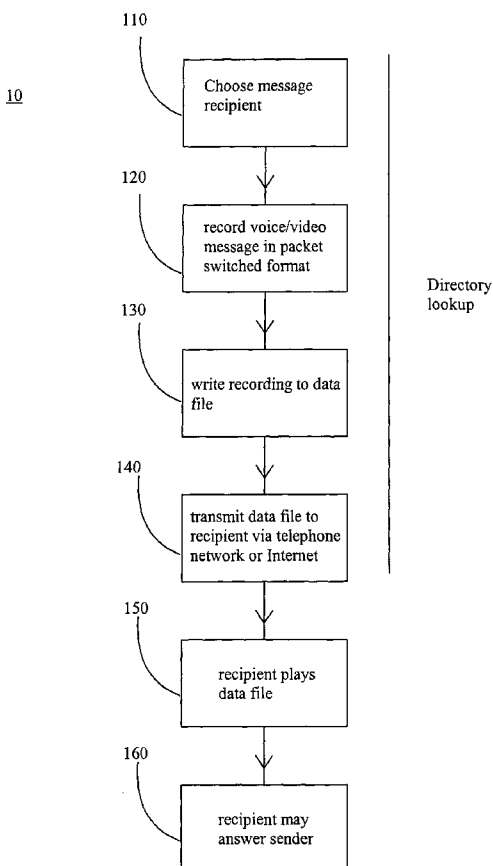 110
10
Choose message
recipient
120
record voice/video
message in packet
switched format
Directory
lookup
130
write recording to data
file
140
transmit data file to
recipient via telephone
network or Internet
150
recipient plays
data file
160
recipient may
answer sender